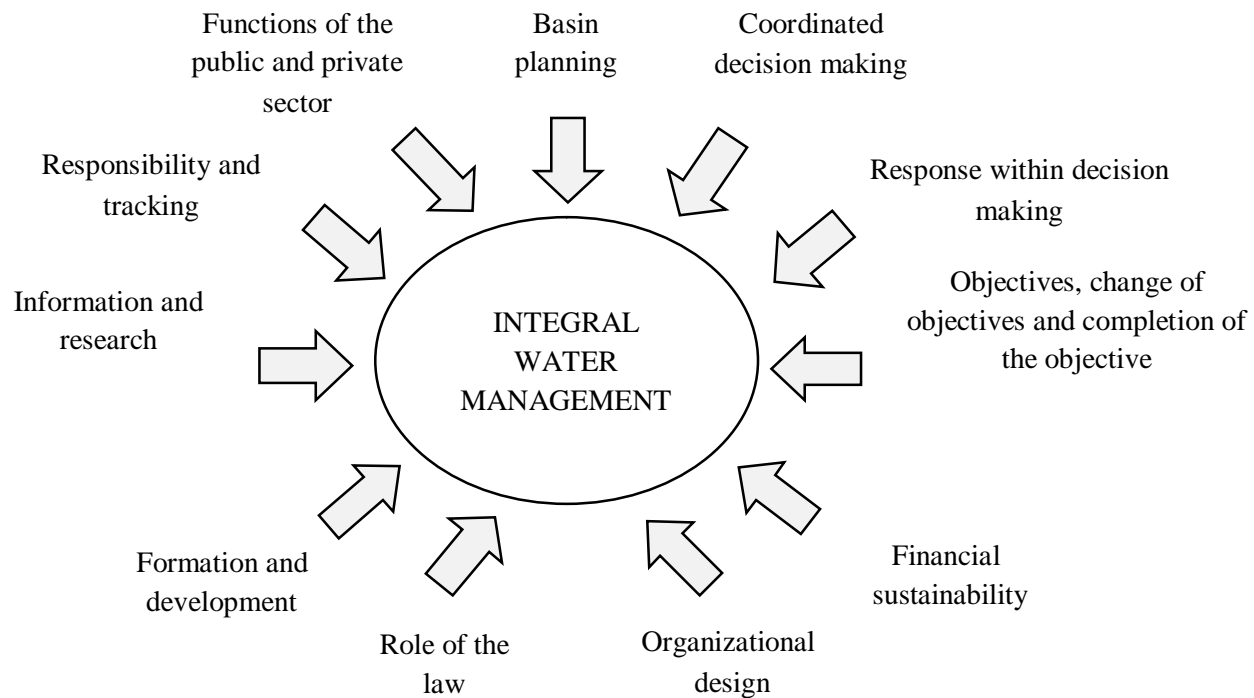 Functions of the
public and private
sector
Basin
planning
Coordinated
decision making
Responsibility and
tracking
Response within decision
making
Information and
research
Objectives, change of
objectives and completion of
the objective
INTEGRAL
WATER
MANAGEMENT
Formation and
development
Financial
sustainability
Role of the
law
Organizational
design